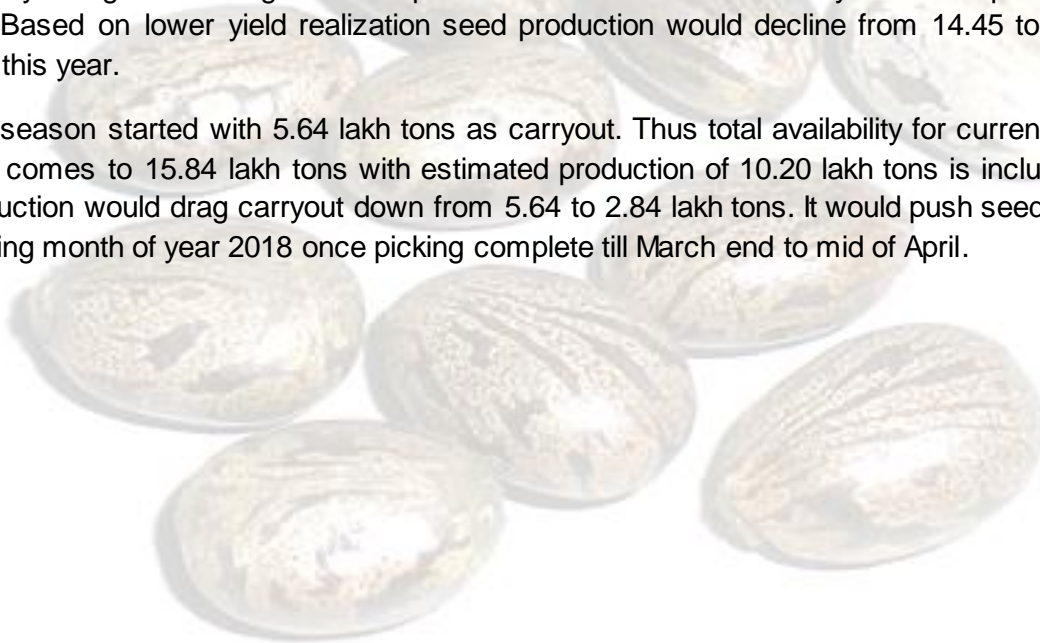 Based on lower yield realization seed production would decline from 14.45 to
this year.
season started with 5.64 lakh tons as carryout. Thus total availability for curren
comes to 15.84 lakh tons with estimated production of 10.20 lakh tons is inclu
uction would drag carryout down from 5.64 to 2.84 lakh tons. It would push seed
ing month of year 2018 once picking complete till March end to mid of April.